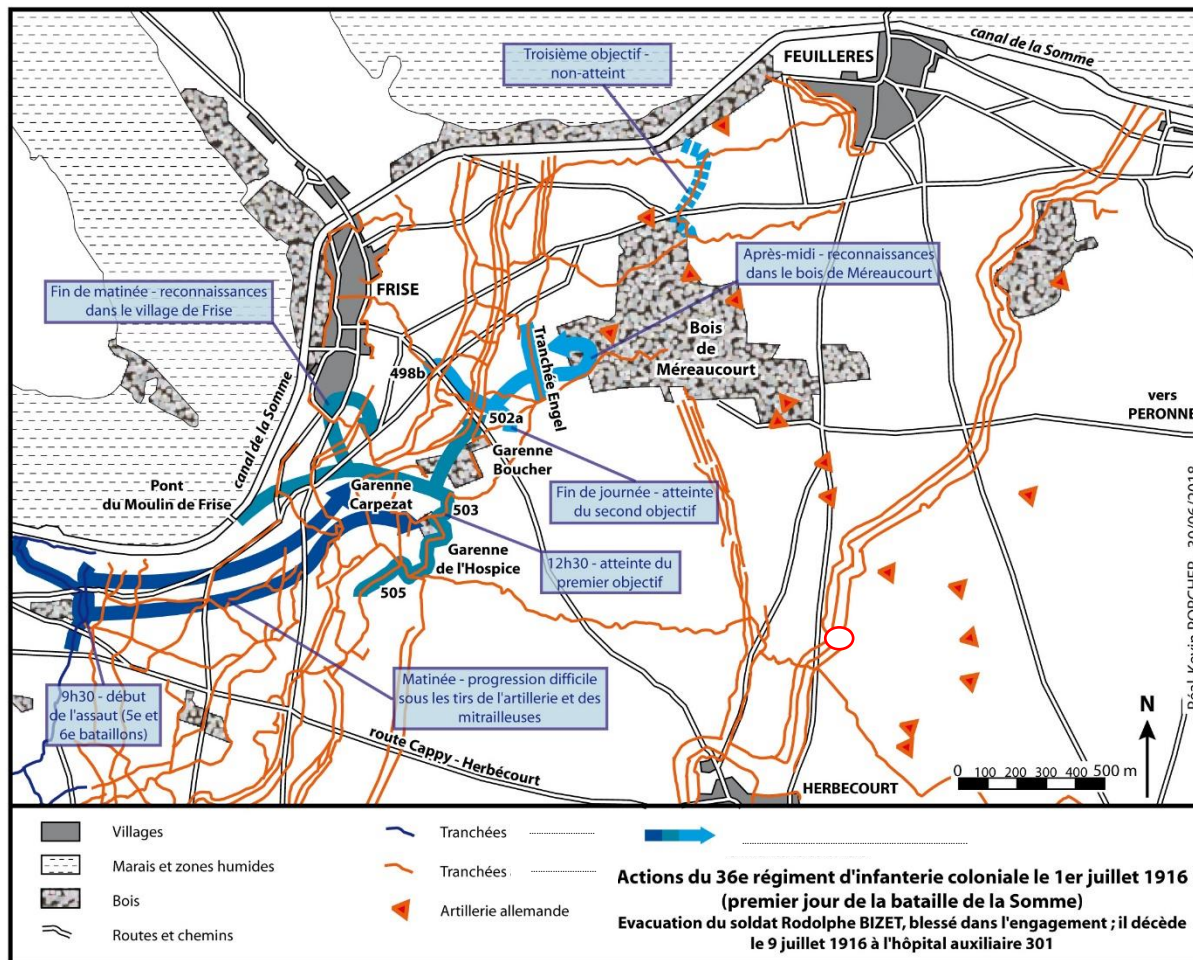 canal de la Somme
Troisième objectif -
non-atteint
FEUILLERES
Fin de matinée - reconnaissances
dans le village de Frise
FRISE
Après-midi - reconnaissances
dans le bois de Méreaucourt
Bois
de
Méreaucourt
Tranchée Engel
498b
vers
PERONNE
canal de la Somme
502a
Garenne
Boucher
Pont
du Moulin de Frise
Garenne
Carpezat
503
Fin de journée - atteinte
du second objectif
Garenne
de l'Hospice
12h30 - atteinte du
premier objectif
505
9h30 - début
de l'assaut (5e et
6e bataillons)
Matinée - progression difficile
sous les tirs de l'artillerie et des
mitrailleuses
route Cappy - Herbécourt
HERBECOURT
N
0 100 200 300 400 500 m
Réal. Kevin PORCHER 30/06/2018
Villages
Marais et zones humides
Bois
Routes et chemins
Tranchées
Tranchées
Artillerie allemande
Actions du 36e régiment d'infanterie coloniale le 1er juillet 1916
(premier jour de la bataille de la Somme)
Evacuation du soldat Rodolphe BIZET, blessé dans l'engagement ; il décède
le 9 juillet 1916 à l'hôpital auxiliaire 301